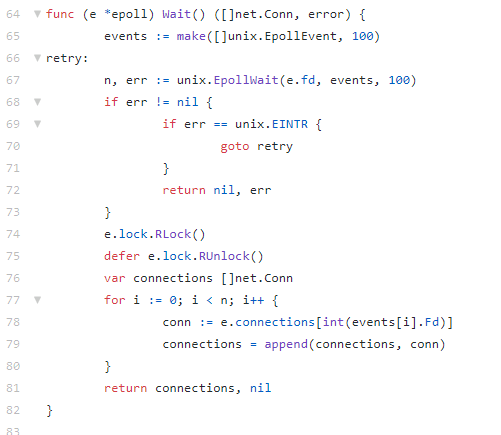 64 func (e *epoll) Wait() ([]net.Conn, error) {
65 events := make([]unix.EpollEvent, 100)
66 retry:
67 n, err := unix.EpollWait(e.fd, events, 100)
68 if err != nil {
69 if err == unix.EINTR {
70 goto retry
71 }
72 return nil, err
73 }
74 e.lock.RLock()
75 defer e.lock.RUnlock()
76 var connections []net.Conn
77 for i := 0; i < n; i++ {
78 conn := e.connections[int(events[i].Fd)]
79 connections = append(connections, conn)
80 }
81 return connections, nil
82 }
83